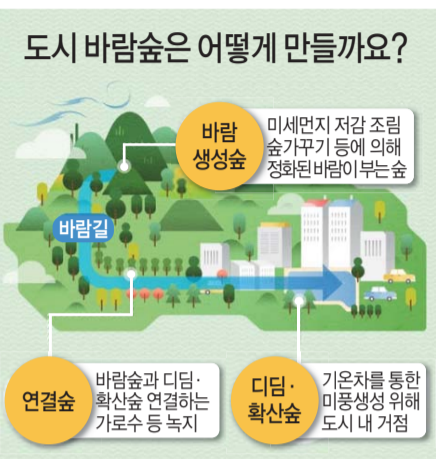 도시 바람숲은 어떻게 만들까요?
바람
생성숲
미세먼지 저감 조림
숲가꾸기 등에 의해
정화된 바람이 부는 숲
바람길
연결숲
바람숲과 디딤·
확산숲 연결하는
가로수 등 녹지
디딤·
확산숲
기온차를 통한
미풍생성 위해
도시 내 거점